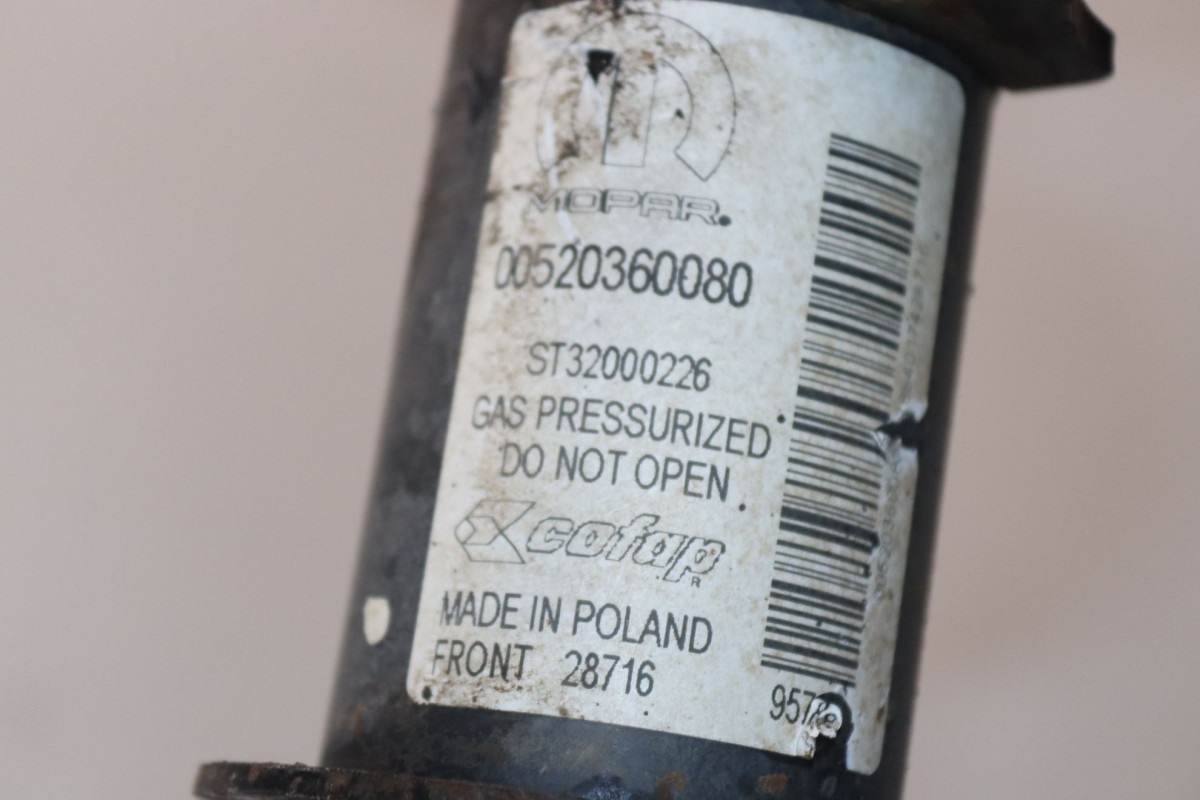 MOPAR.
00520360080
ST32000226
GAS PRESSURIZED
DO NOT OPEN
cofap
R
MADE IN POLAND
FRONT 28716